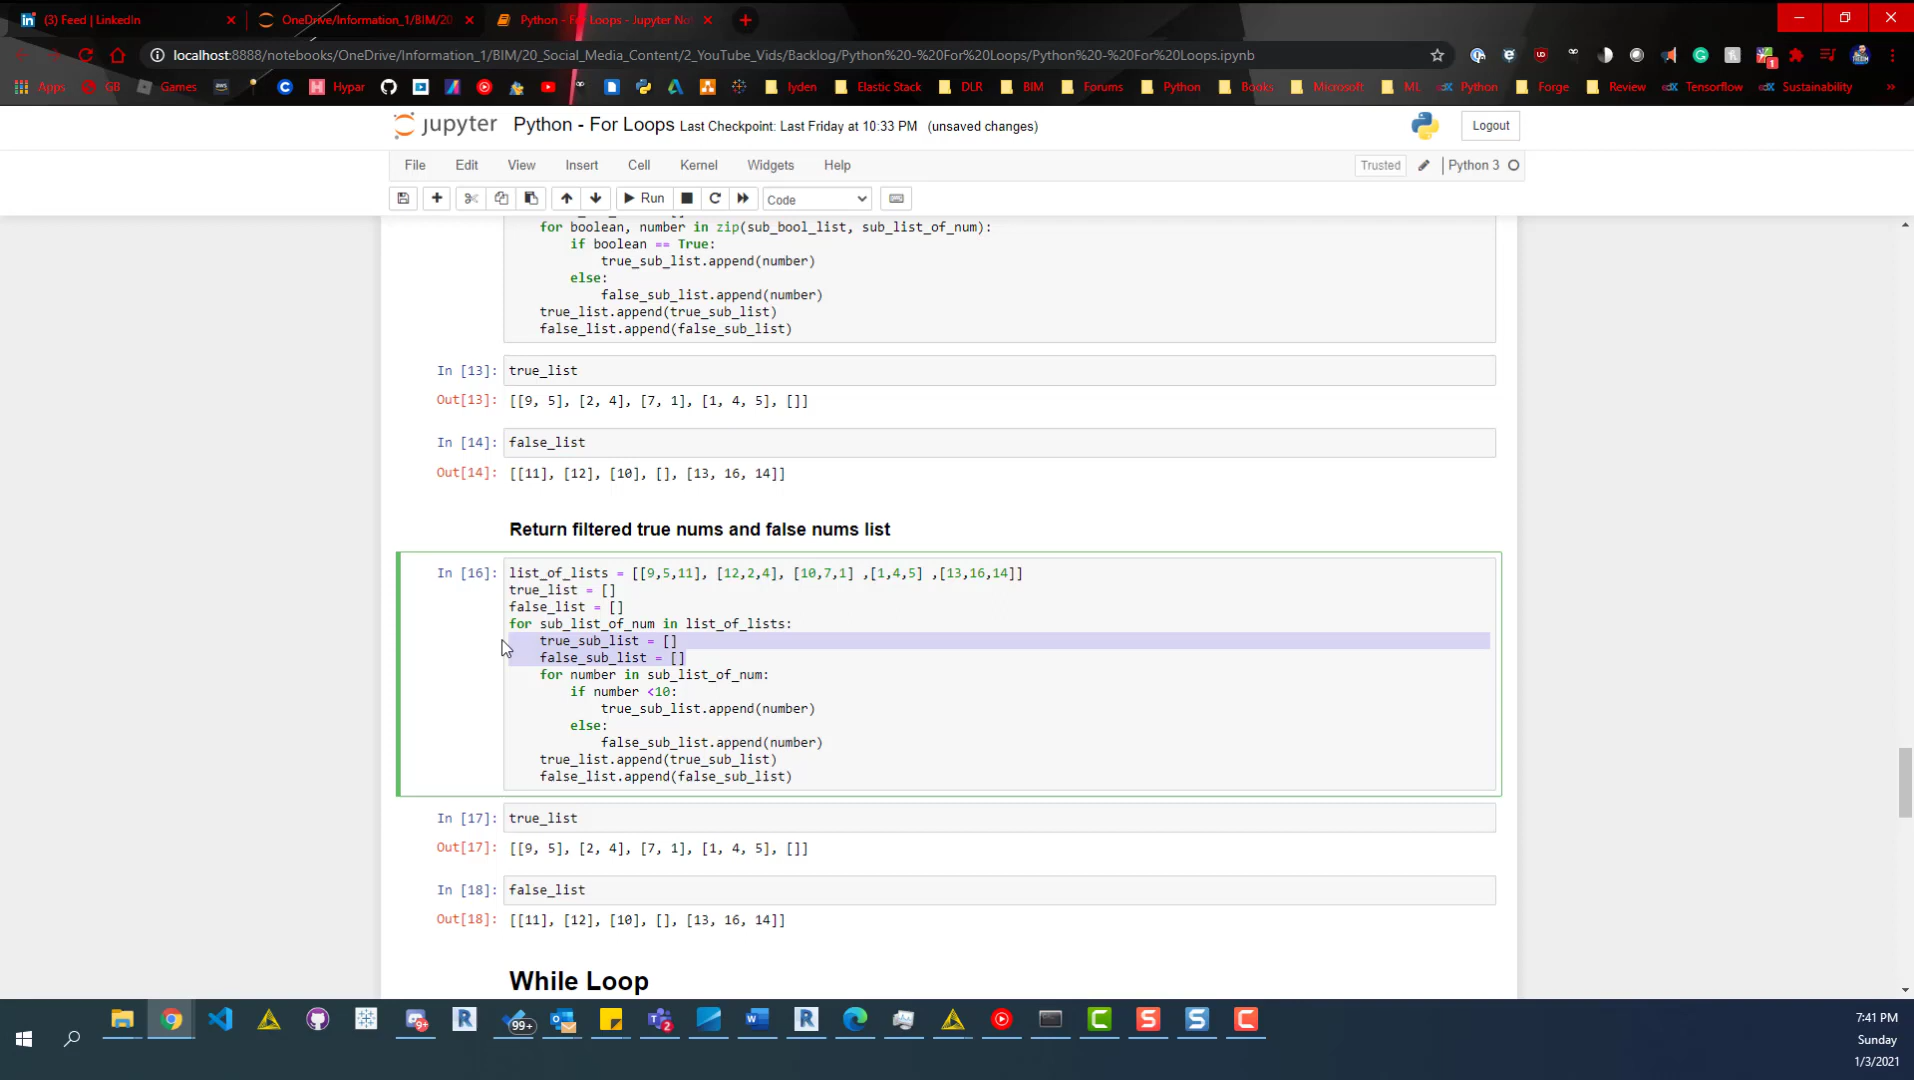 (3) Feed | LinkedIn
OneDrive/Information_1/BIM/20
Python - For Loops - Jupyter No
localhost:8888/notebooks/OneDrive/Information_1/BIM/20_Social_Media_Content/2_YouTube_Vids/Backlog/Python%20-%20For%20Loops/Python%20-%20For%20Loops.ipynb
Apps GB Games aws Hypar lyden Elastic Stack DLR BIM Forums Python Books Microsoft ML Python Forge Review Tensorflow Sustainability »
jupyter Python - For Loops Last Checkpoint: Last Friday at 10:33 PM (unsaved changes) Logout
File Edit View Insert Cell Kernel Widgets Help Trusted Python 3
Run Code
for boolean, number in zip(sub_bool_list, sub_list_of_num):
if boolean == True:
true_sub_list.append(number)
else:
false_sub_list.append(number)
true_list.append(true_sub_list)
false_list.append(false_sub_list)
In [13]: true_list
Out[13]: [[9, 5], [2, 4], [7, 1], [1, 4, 5], []]
In [14]: false_list
Out[14]: [[11], [12], [10], [], [13, 16, 14]]
Return filtered true nums and false nums list
In [16]: list_of_lists = [[9,5,11], [12,2,4], [10,7,1] ,[1,4,5] ,[13,16,14]]
true_list = []
false_list = []
for sub_list_of_num in list_of_lists:
true_sub_list = []
false_sub_list = []
for number in sub_list_of_num:
if number <10:
true_sub_list.append(number)
else:
false_sub_list.append(number)
true_list.append(true_sub_list)
false_list.append(false_sub_list)
In [17]: true_list
Out[17]: [[9, 5], [2, 4], [7, 1], [1, 4, 5], []]
In [18]: false_list
Out[18]: [[11], [12], [10], [], [13, 16, 14]]
While Loop
7:41 PM
Sunday
1/3/2021